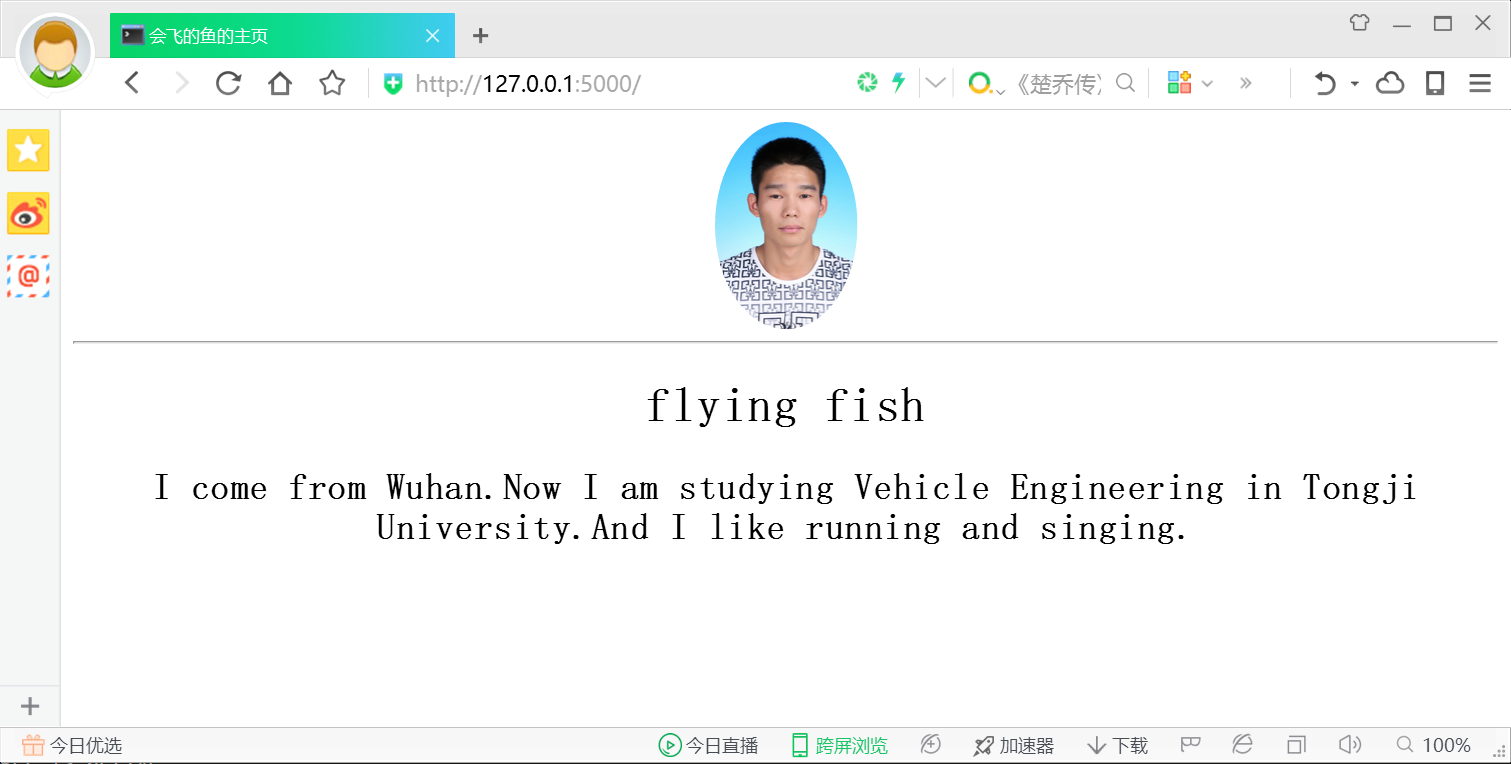 会飞的鱼的主页
http://127.0.0.1:5000/
《楚乔传》
flying fish
I come from Wuhan.Now I am studying Vehicle Engineering in Tongji
University.And I like running and singing.
今日优选
今日直播
跨屏浏览
加速器
下载
100%